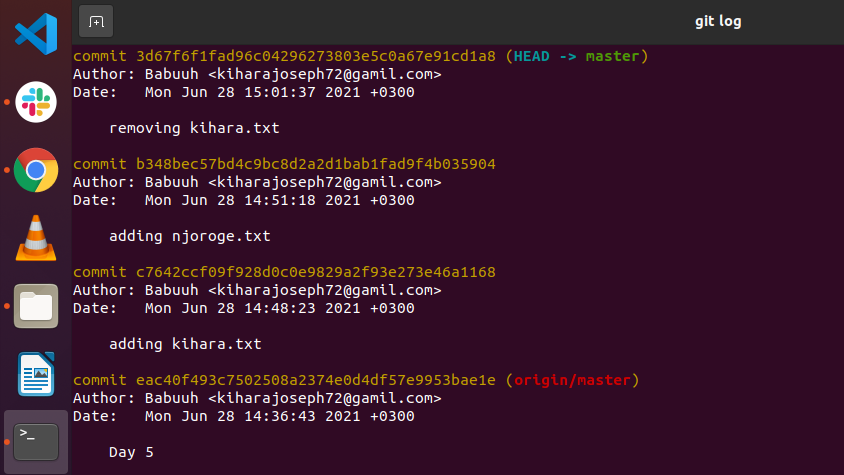 git log
commit 3d67f6f1fad96c04296273803e5c0a67e91cd1a8 (HEAD -> master)
Author: Babuuh <kiharajoseph72@gamil.com>
Date:   Mon Jun 28 15:01:37 2021 +0300
removing kihara.txt
commit b348bec57bd4c9bc8d2a2d1bab1fad9f4b035904
Author: Babuuh <kiharajoseph72@gamil.com>
Date:   Mon Jun 28 14:51:18 2021 +0300
adding njoroge.txt
commit c7642ccf09f928d0c0e9829a2f93e273e46a1168
Author: Babuuh <kiharajoseph72@gamil.com>
Date:   Mon Jun 28 14:48:23 2021 +0300
adding kihara.txt
commit eac40f493c7502508a2374e0d4df57e9953bae1e (origin/master)
Author: Babuuh <kiharajoseph72@gamil.com>
Date:   Mon Jun 28 14:36:43 2021 +0300
Day 5